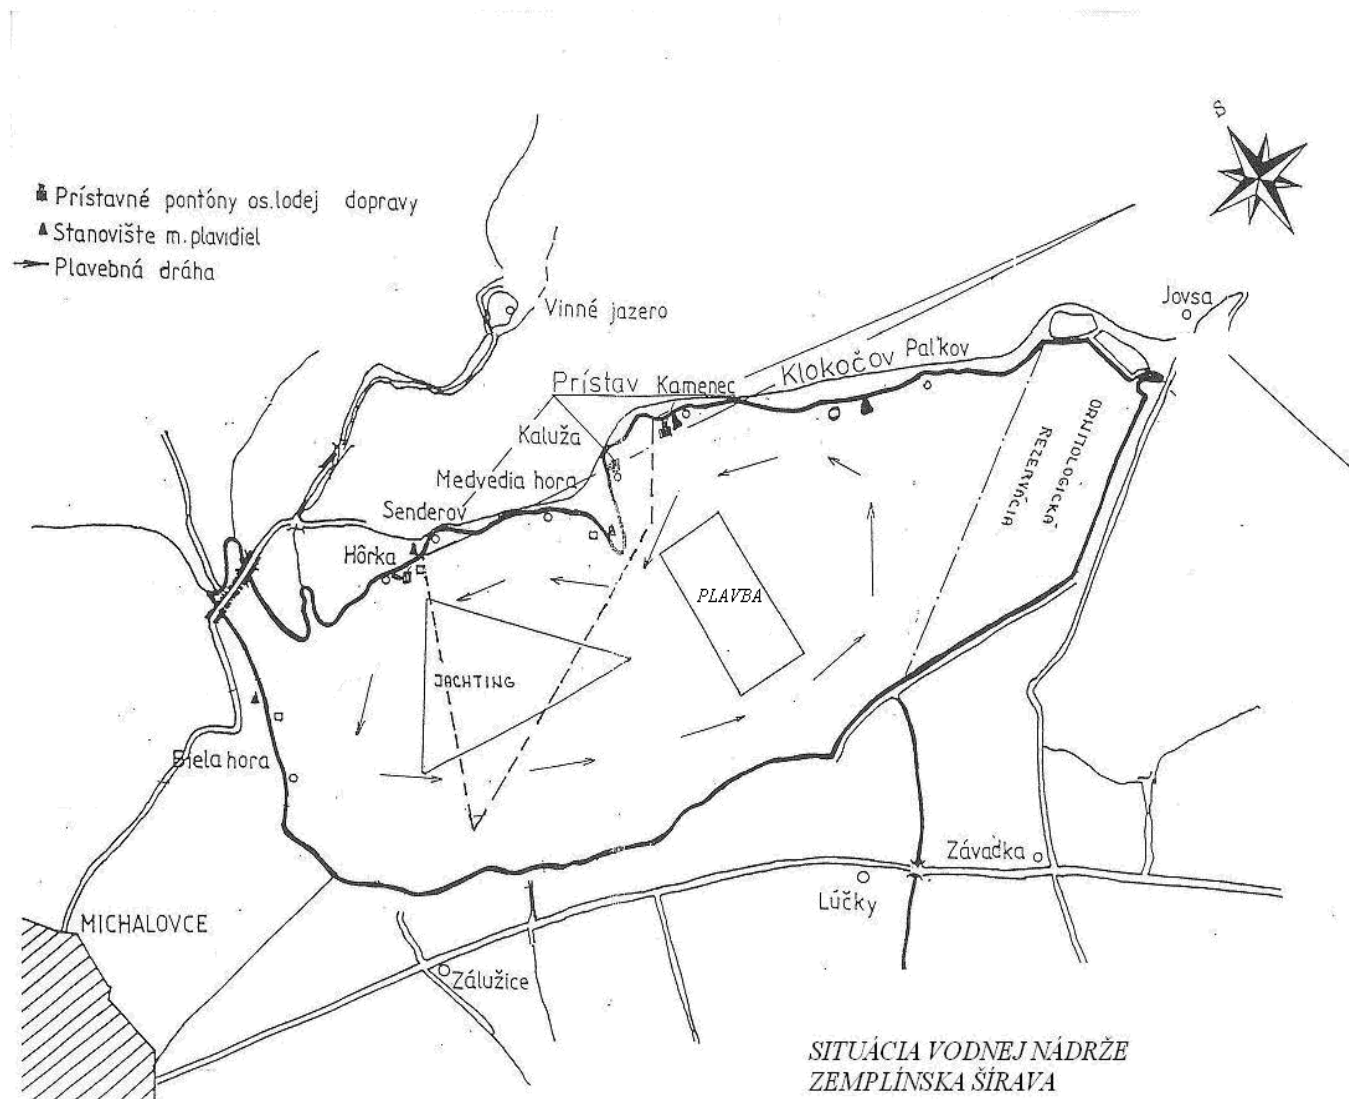 S
Prístavné pontóny os.lodej dopravy
Stanovište m.plavidiel
Plavebná dráha
Jovsa
Vinné jazero
Paľkov
Klokočov
Prístav
Kamenec
ORNITOLOGICKÁ
REZERVÁCIA
Kaluža
Medvedia hora
Senderov
Hôrka
PLAVBA
JACHTING
Biela hora
Závadka
Lúčky
MICHALOVCE
Zálužice
SITUÁCIA VODNEJ NÁDRŽE
ZEMPLÍNSKA ŠÍRAVA